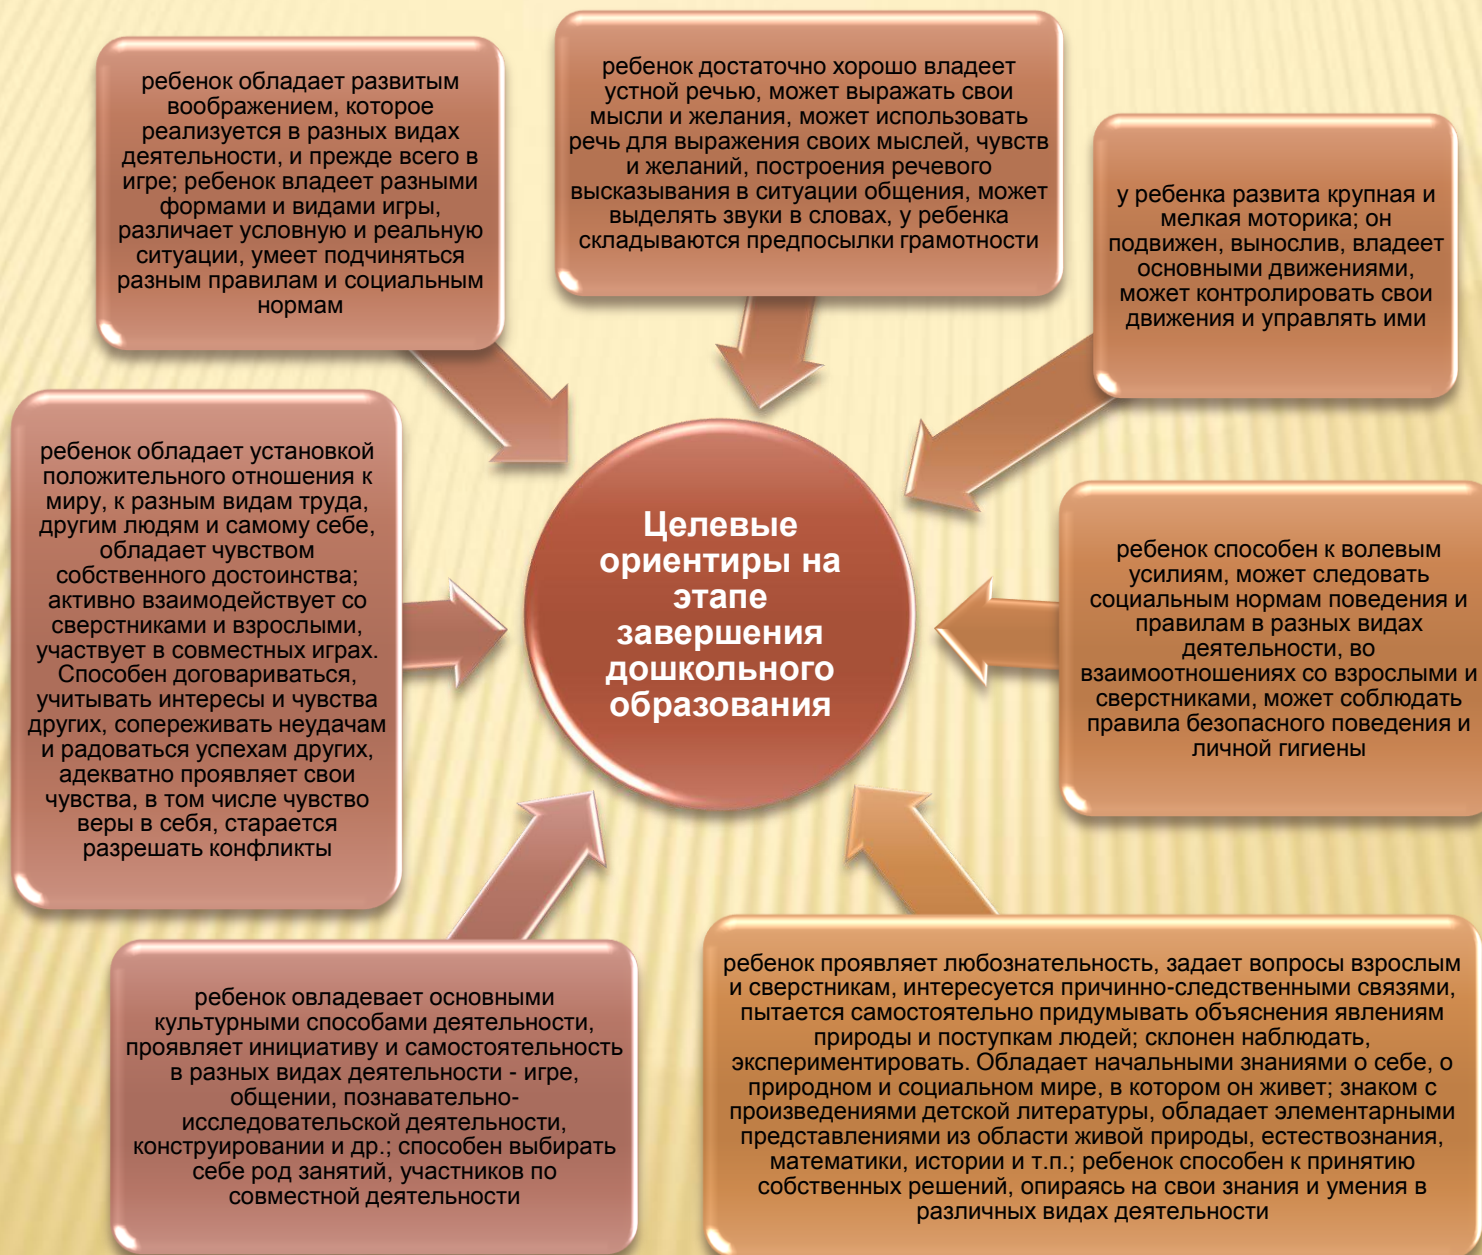 ребенок обладает развитым
воображением, которое
реализуется в разных видах
деятельности, и прежде всего в
игре; ребенок владеет разными
формами и видами игры,
различает условную и реальную
ситуации, умеет подчиняться
разным правилам и социальным
нормам
ребенок достаточно хорошо владеет
устной речью, может выражать свои
мысли и желания, может использовать
речь для выражения своих мыслей, чувств
и желаний, построения речевого
высказывания в ситуации общения, может
выделять звуки в словах, у ребенка
складываются предпосылки грамотности
у ребенка развита крупная и
мелкая моторика; он
подвижен, вынослив, владеет
основными движениями,
может контролировать свои
движения и управлять ими
ребенок обладает установкой
положительного отношения к
миру, к разным видам труда,
другим людям и самому себе,
обладает чувством
собственного достоинства;
активно взаимодействует со
сверстниками и взрослыми,
участвует в совместных играх.
Способен договариваться,
учитывать интересы и чувства
других, сопереживать неудачам
и радоваться успехам других,
адекватно проявляет свои
чувства, в том числе чувство
веры в себя, старается
разрешать конфликты
Целевые
ориентиры на
этапе
завершения
дошкольного
образования
ребенок способен к волевым
усилиям, может следовать
социальным нормам поведения и
правилам в разных видах
деятельности, во
взаимоотношениях со взрослыми и
сверстниками, может соблюдать
правила безопасного поведения и
личной гигиены
ребенок овладевает основными
культурными способами деятельности,
проявляет инициативу и самостоятельность
в разных видах деятельности - игре,
общении, познавательно-
исследовательской деятельности,
конструировании и др.; способен выбирать
себе род занятий, участников по
совместной деятельности
ребенок проявляет любознательность, задает вопросы взрослым
и сверстникам, интересуется причинно-следственными связями,
пытается самостоятельно придумывать объяснения явлениям
природы и поступкам людей; склонен наблюдать,
экспериментировать. Обладает начальными знаниями о себе, о
природном и социальном мире, в котором он живет; знаком с
произведениями детской литературы, обладает элементарными
представлениями из области живой природы, естествознания,
математики, истории и т.п.; ребенок способен к принятию
собственных решений, опираясь на свои знания и умения в
различных видах деятельности